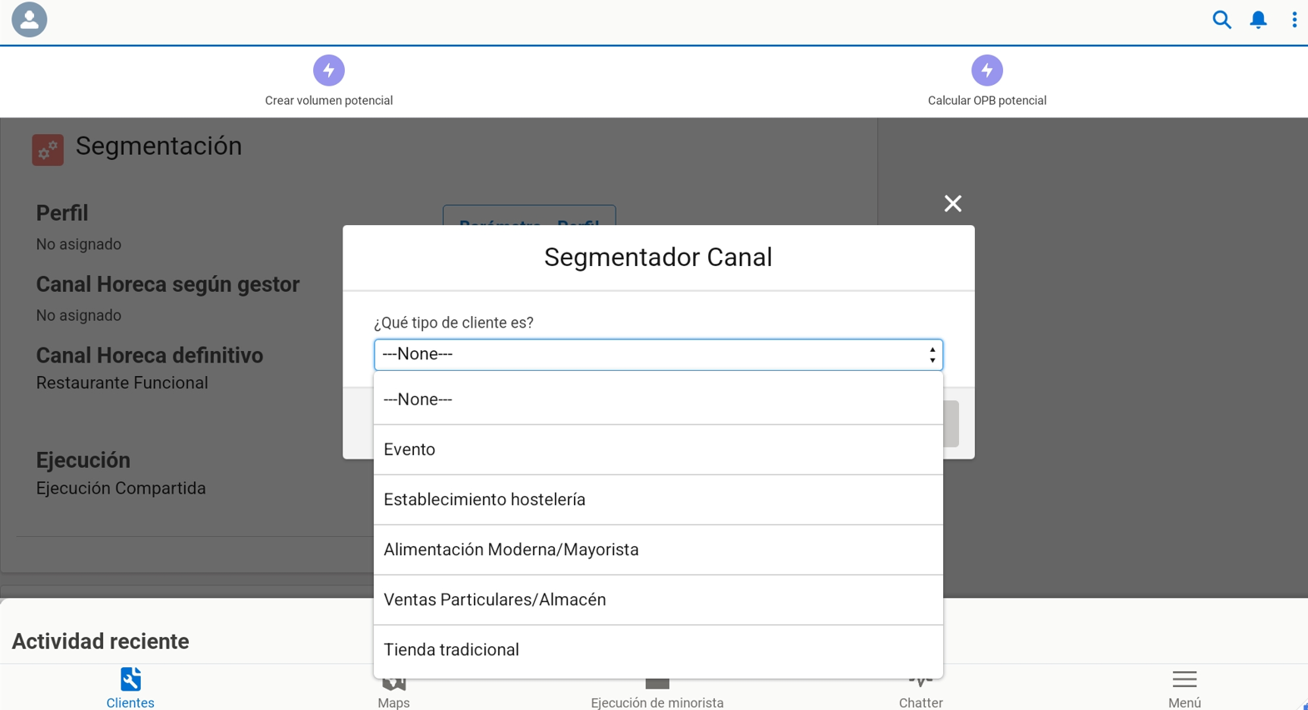 Crear volumen potencial
Calcular OPB potencial
Segmentación
Perfil
No asignado
Canal Horeca según gestor
No asignado
Canal Horeca definitivo
Restaurante Funcional
Ejecución
Ejecución Compartida
Segmentador Canal
¿Qué tipo de cliente es?
---None---
---None---
Evento
Establecimiento hostelería
Alimentación Moderna/Mayorista
Ventas Particulares/Almacén
Tienda tradicional
Actividad reciente
Clientes
Maps
Ejecución de minorista
Chatter
Menú